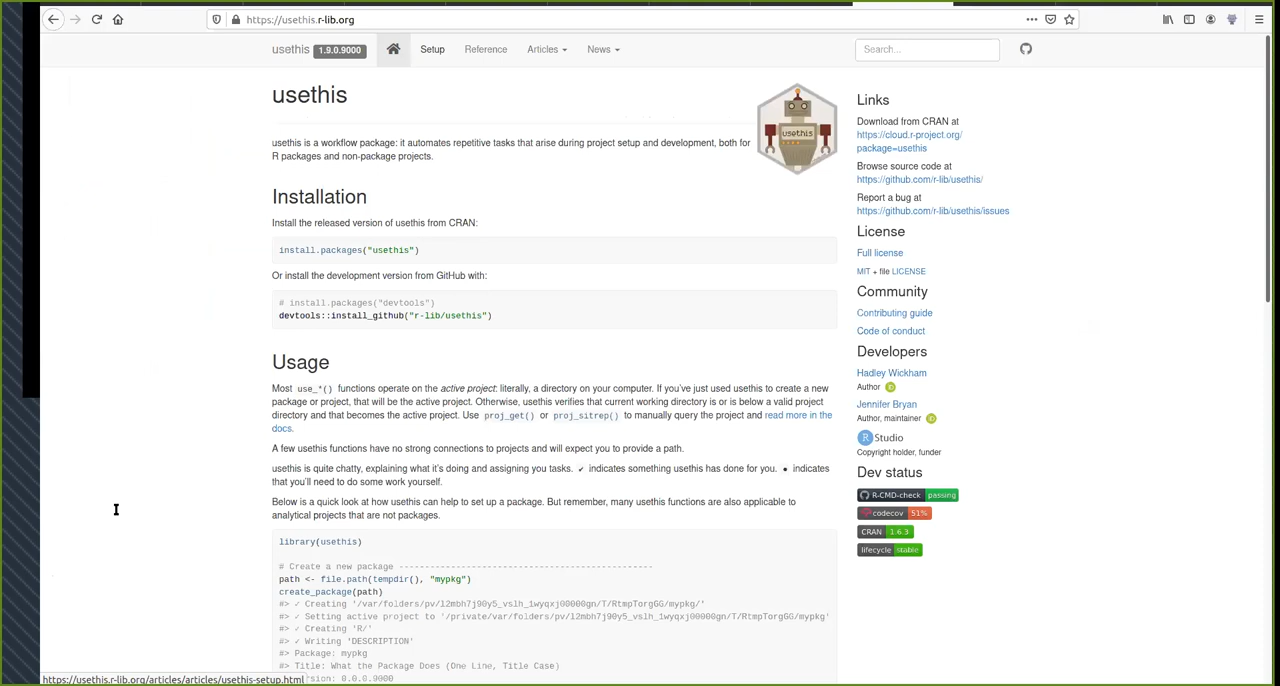 https://usethis.r-lib.org
usethis 1.9.0.9000 Setup Reference Articles News Search...
usethis
usethis
usethis is a workflow package: it automates repetitive tasks that arise during project setup and development, both for
R packages and non-package projects.
Installation
Install the released version of usethis from CRAN:
install.packages("usethis")
Or install the development version from GitHub with:
# install.packages("devtools")
devtools::install_github("r-lib/usethis")
Usage
Most use_*() functions operate on the active project: literally, a directory on your computer. If you've just used usethis to create a new
package or project, that will be the active project. Otherwise, usethis verifies that current working directory is or is below a valid project
directory and that becomes the active project. Use proj_get() or proj_sitrep() to manually query the project and read more in the
docs.
A few usethis functions have no strong connections to projects and will expect you to provide a path.
usethis is quite chatty, explaining what it's doing and assigning you tasks. ✓ indicates something usethis has done for you. ● indicates
that you'll need to do some work yourself.
Below is a quick look at how usethis can help to set up a package. But remember, many usethis functions are also applicable to
analytical projects that are not packages.
library(usethis)
# Create a new package -------------------------------------------------
path <- file.path(tempdir(), "mypkg")
create_package(path)
#> ✓ Creating '/var/folders/pv/l2mbh7j90y5_vslh_1wyqxj00000gn/T/RtmpTorgGG/mypkg/'
#> ✓ Setting active project to '/private/var/folders/pv/l2mbh7j90y5_vslh_1wyqxj00000gn/T/RtmpTorgGG/mypkg'
#> ✓ Creating 'R/'
#> ✓ Writing 'DESCRIPTION'
#> Package: mypkg
#> Title: What the Package Does (One Line, Title Case)
rsion: 0.0.0.9000
Links
Download from CRAN at
https://cloud.r-project.org/
package=usethis
Browse source code at
https://github.com/r-lib/usethis/
Report a bug at
https://github.com/r-lib/usethis/issues
License
Full license
MIT + file LICENSE
Community
Contributing guide
Code of conduct
Developers
Hadley Wickham
Author iD
Jennifer Bryan
Author, maintainer iD
R Studio
Copyright holder, funder
Dev status
R-CMD-check passing
codecov 51%
CRAN 1.6.3
lifecycle stable
https://usethis.r-lib.org/articles/articles/usethis-setup.html